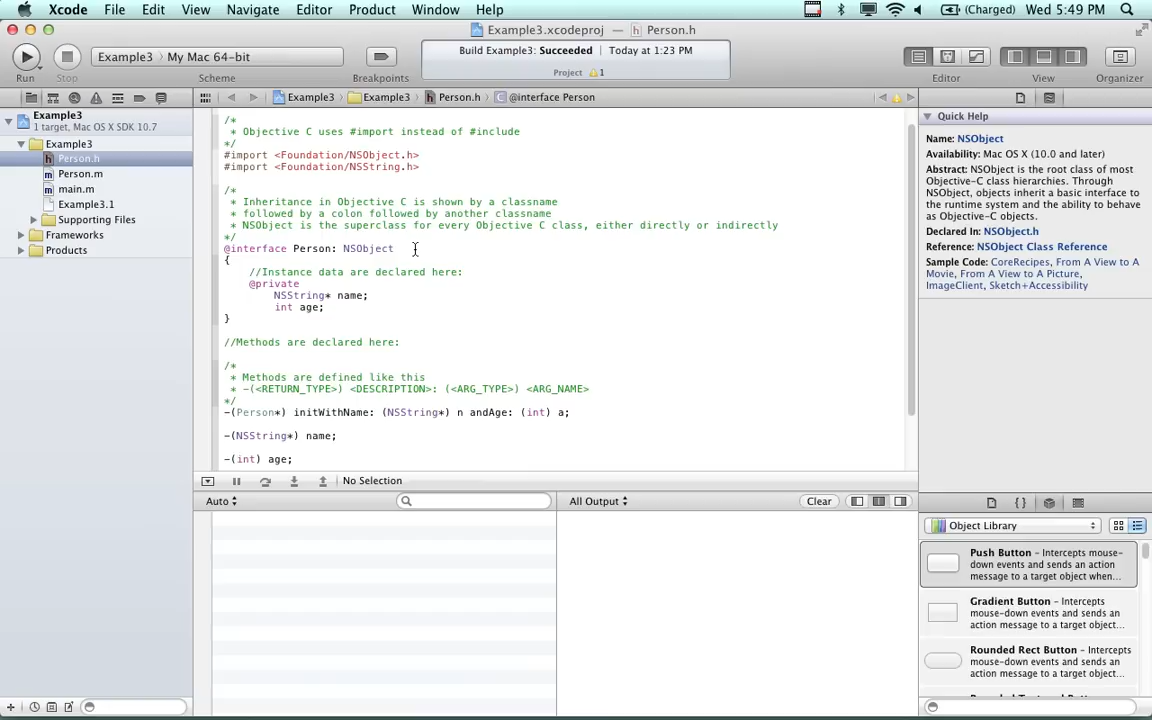 Xcode File Edit View Navigate Editor Product Window Help (Charged) Wed 5:49 PM
Example3.xcodeproj — Person.h
Example3 My Mac 64-bit
Build Example3: Succeeded | Today at 1:23 PM
Project 1
Run Stop Scheme Breakpoints Editor View Organizer
Example3 Example3 Person.h @interface Person
Example3
1 target, Mac OS X SDK 10.7
Example3
Person.h
Person.m
main.m
Example3.1
Supporting Files
Frameworks
Products
/*
* Objective C uses #import instead of #include
*/
#import <Foundation/NSObject.h>
#import <Foundation/NSString.h>
/*
* Inheritance in Objective C is shown by a classname
* followed by a colon followed by another classname
* NSObject is the superclass for every Objective C class, either directly or indirectly
*/
@interface Person: NSObject
{
//Instance data are declared here:
@private
NSString* name;
int age;
}
//Methods are declared here:
/*
* Methods are defined like this
* -(<RETURN_TYPE>) <DESCRIPTION>: (<ARG_TYPE>) <ARG_NAME>
*/
-(Person*) initWithName: (NSString*) n andAge: (int) a;
-(NSString*) name;
-(int) age;
No Selection
Auto
All Output
Clear
Quick Help
Name: NSObject
Availability: Mac OS X (10.0 and later)
Abstract: NSObject is the root class of most
Objective-C class hierarchies. Through
NSObject, objects inherit a basic interface to
the runtime system and the ability to behave
as Objective-C objects.
Declared In: NSObject.h
Reference: NSObject Class Reference
Sample Code: CoreRecipes, From A View to A
Movie, From A View to A Picture,
ImageClient, Sketch+Accessibility
Object Library
Push Button – Intercepts mouse-
down events and sends an action
message to a target object when...
Gradient Button – Intercepts
mouse-down events and sends an
action message to a target object...
Rounded Rect Button – Intercepts
mouse-down events and sends an
action message to a target object...